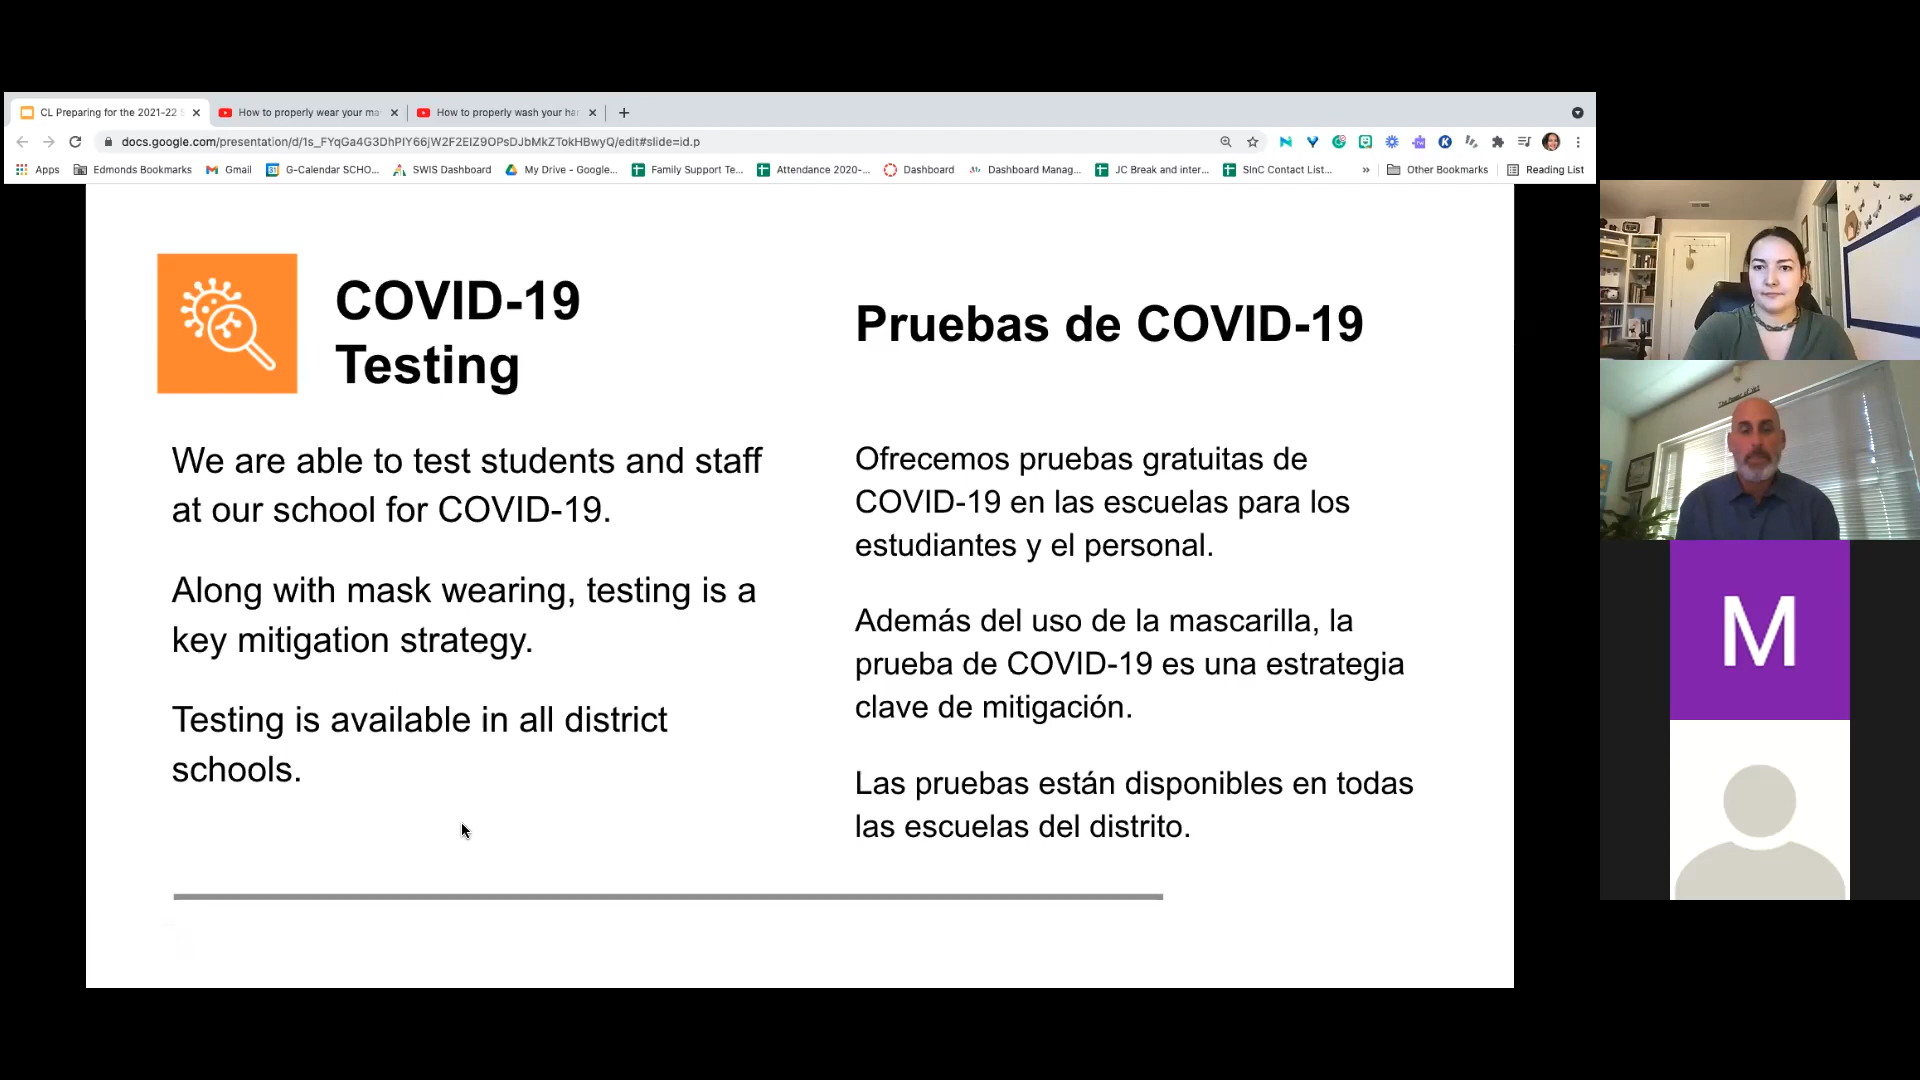 CL Preparing for the 2021-22
How to properly wear your ma
How to properly wash your ha
docs.google.com/presentation/d/1s_FYqGa4G3DhPIY66jW2F2EIZ9OPsDJbMkZTokHBwyQ/edit#slide=id.p
Apps
Edmonds Bookmarks
Gmail
G-Calendar SCHO...
SWIS Dashboard
My Drive - Google...
Family Support Te...
Attendance 2020-...
Dashboard
Dashboard Manag...
JC Break and inter...
SInC Contact List...
»
Other Bookmarks
Reading List
COVID-19
Testing
We are able to test students and staff
at our school for COVID-19.
Along with mask wearing, testing is a
key mitigation strategy.
Testing is available in all district
schools.
Pruebas de COVID-19
Ofrecemos pruebas gratuitas de
COVID-19 en las escuelas para los
estudiantes y el personal.
Además del uso de la mascarilla, la
prueba de COVID-19 es una estrategia
clave de mitigación.
Las pruebas están disponibles en todas
las escuelas del distrito.
The Power of Yet
M